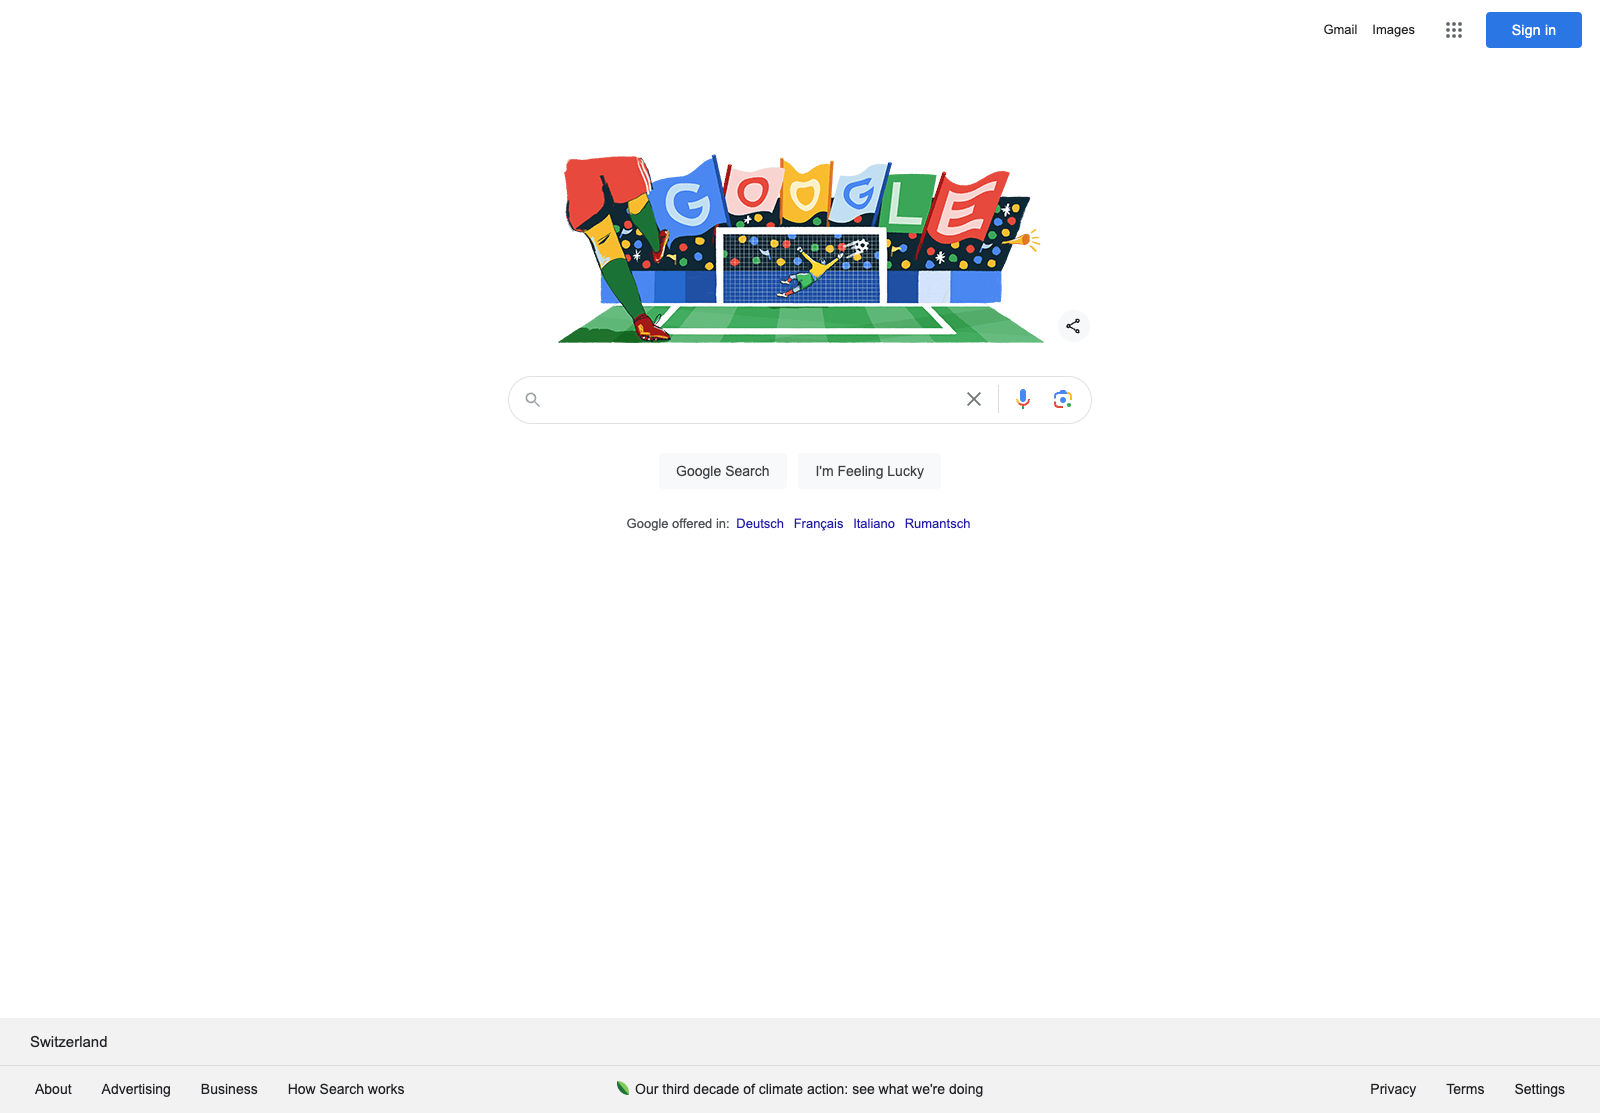 Gmail Images Sign in
GOOGLE
Google Search I'm Feeling Lucky
Google offered in: Deutsch Français Italiano Rumantsch
Switzerland
About Advertising Business How Search works Our third decade of climate action: see what we're doing Privacy Terms Settings